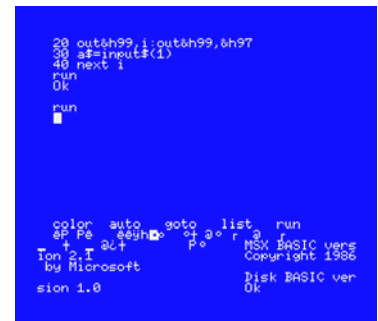 20 out&h99,i:out&h99,&h97
30 a$=input$(1)
40 next i
run
Ok
run
color auto goto list run
MSX BASIC vers
ion 2.1 Copyright 1986
by Microsoft
Disk BASIC ver
sion 1.0 Ok